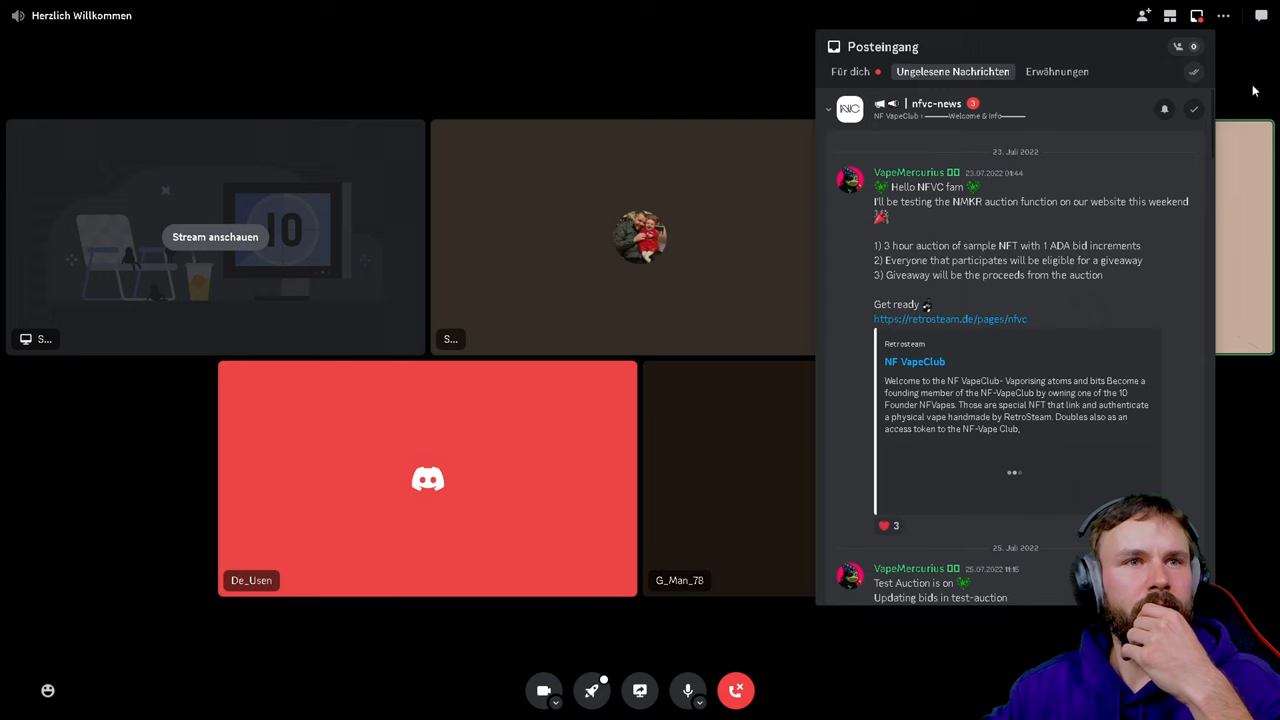 Herzlich Willkommen
Posteingang
0
Für dich
Ungelesene Nachrichten
Erwähnungen
NC
| nfvc-news 3
NF VapeClub › Welcome & Info
23. Juli 2022
VapeMercurius 23.07.2022 01:44
Hello NFVC fam
I'll be testing the NMKR auction function on our website this weekend
1) 3 hour auction of sample NFT with 1 ADA bid increments
2) Everyone that participates will be eligible for a giveaway
3) Giveaway will be the proceeds from the auction
Get ready
https://retrosteam.de/pages/nfvc
Retrosteam
NF VapeClub
Welcome to the NF VapeClub- Vaporising atoms and bits Become a
founding member of the NF-VapeClub by owning one of the 10
Founder NFVapes. Those are special NFT that link and authenticate
a physical vape handmade by RetroSteam. Doubles also as an
access token to the NF-Vape Club,
3
25. Juli 2022
VapeMercurius 25.07.2022 11:15
Test Auction is on
Updating bids in test-auction
10
Stream anschauen
S...
S...
De_Usen
G_Man_78